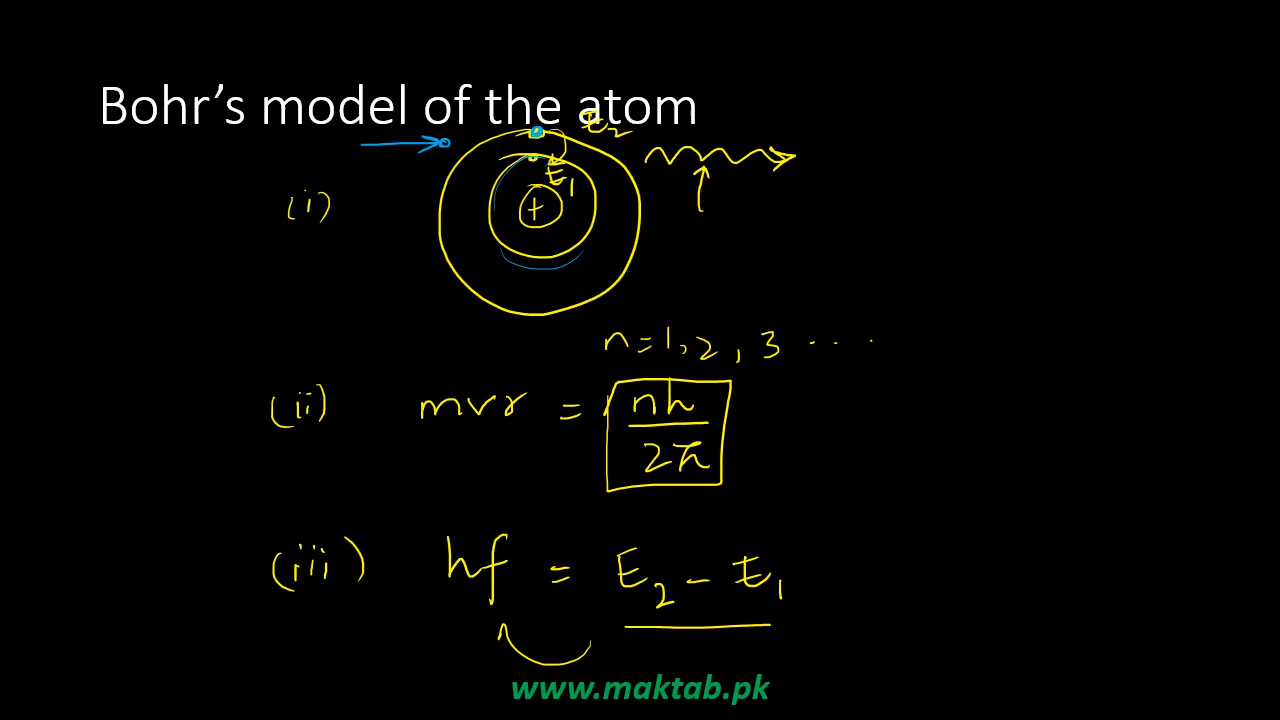 Bohr's model of the atom
E₂
E₁
(i)
+
n = 1, 2, 3 ....
(ii) mvr = nh/2π
(iii) hf = E₂ - E₁
www.maktab.pk